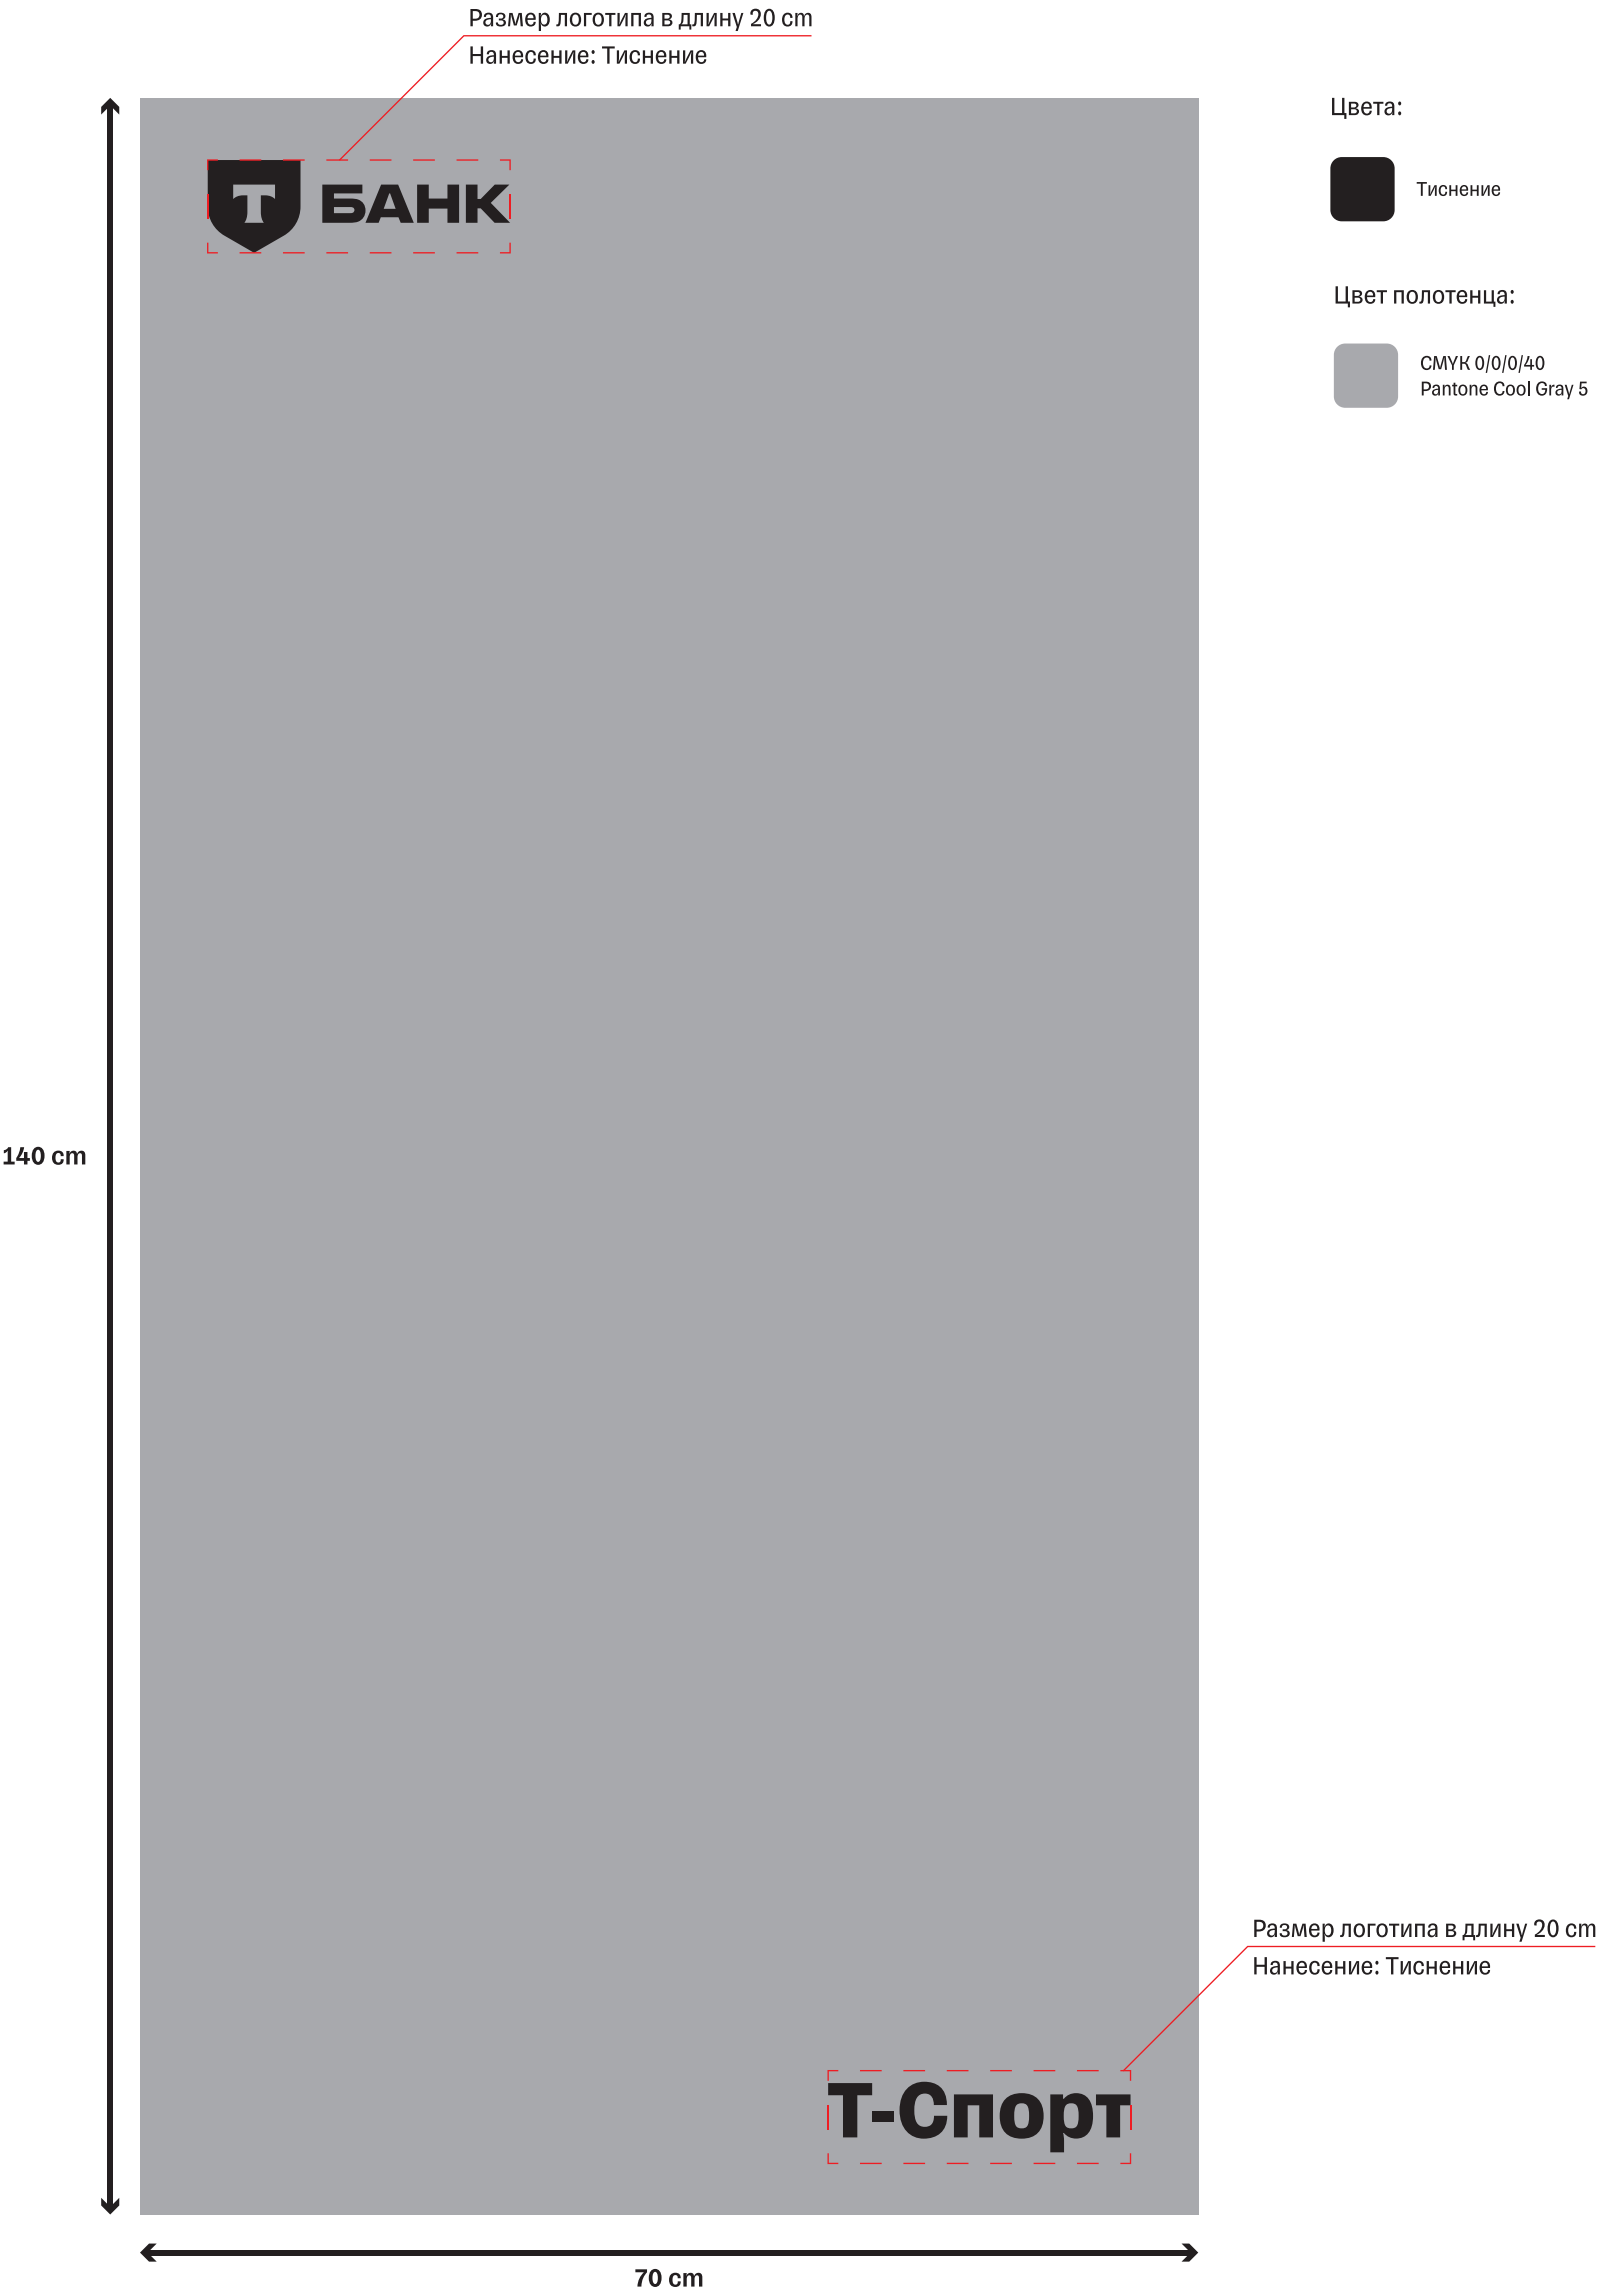 Размер логотипа в длину 20 cm
Нанесение: Тиснение
Цвета:
Тиснение
Т БАНК
Цвет полотенца:
CMYK 0/0/0/40
Pantone Cool Gray 5
140 cm
Размер логотипа в длину 20 cm
Нанесение: Тиснение
Т-Спорт
70 cm